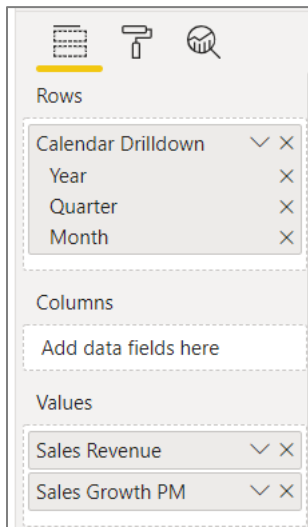 Rows
Calendar Drilldown
Year
Quarter
Month
Columns
Add data fields here
Values
Sales Revenue
Sales Growth PM